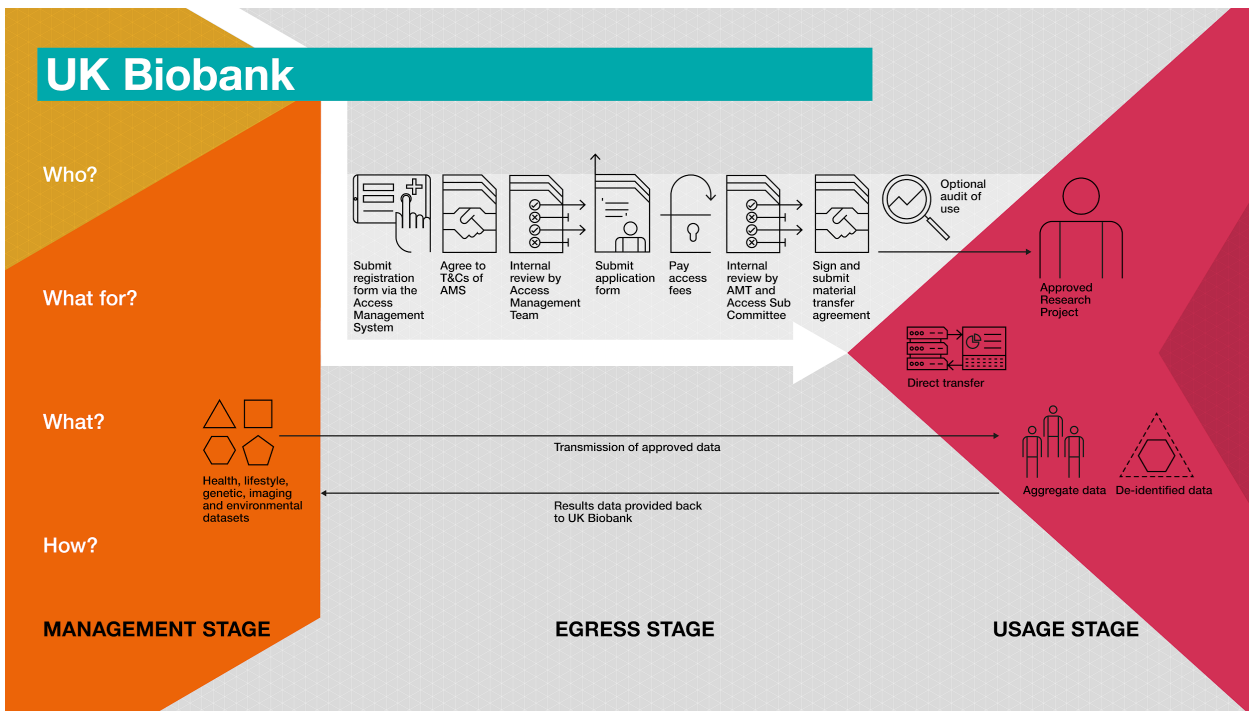 UK Biobank
Who?
What for?
What?
How?
Submit
registration
form via the
Access
Management
System
Agree to
T&Cs of
AMS
Internal
review by
Access
Management
Team
Submit
application
form
Pay
access
fees
Internal
review by
AMT and
Access Sub
Committee
Sign and
submit
material
transfer
agreement
Optional
audit of
use
Approved
Research
Project
Direct transfer
Health, lifestyle,
genetic, imaging
and environmental
datasets
Transmission of approved data
Results data provided back
to UK Biobank
Aggregate data
De-identified data
MANAGEMENT STAGE
EGRESS STAGE
USAGE STAGE